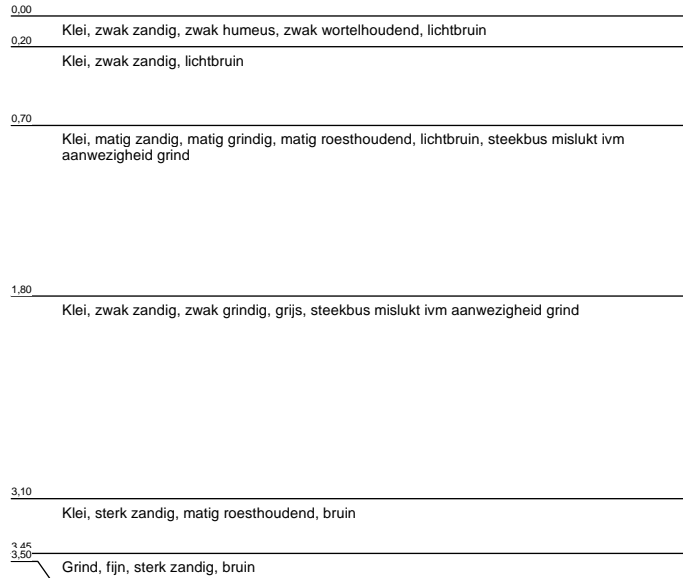 0,00
Klei, zwak zandig, zwak humeus, zwak wortelhoudend, lichtbruin
0,20
Klei, zwak zandig, lichtbruin
0,70
Klei, matig zandig, matig grindig, matig roesthoudend, lichtbruin, steekbus mislukt ivm
aanwezigheid grind
1,80
Klei, zwak zandig, zwak grindig, grijs, steekbus mislukt ivm aanwezigheid grind
3,10
Klei, sterk zandig, matig roesthoudend, bruin
3,45
3,50
Grind, fijn, sterk zandig, bruin